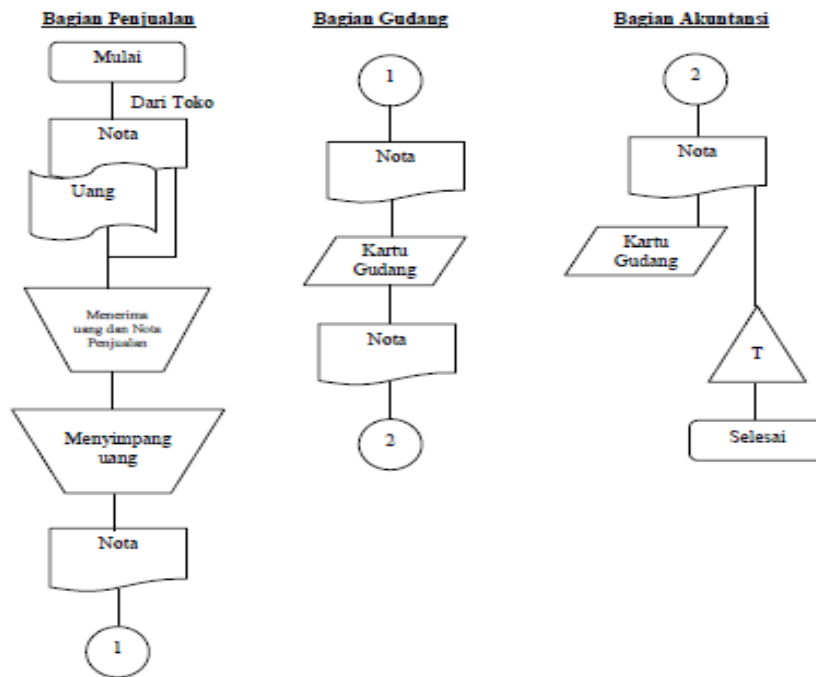 Bagian Penjualan
Mulai
Dari Toko
Nota
Uang
Menerima
uang dan Nota
Penjualan
Menyimpang
uang
Nota
1
Bagian Gudang
1
Nota
Kartu
Gudang
Nota
2
Bagian Akuntansi
2
Nota
Kartu
Gudang
T
Selesai